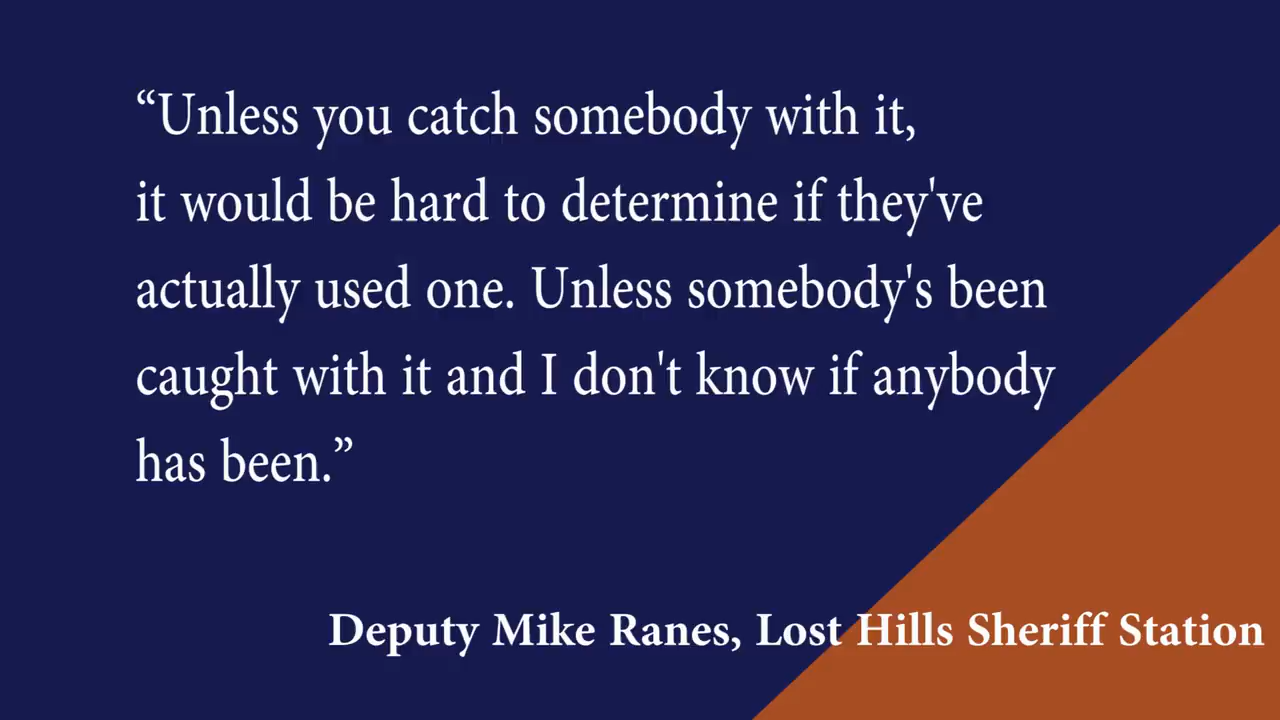 “Unless you catch somebody with it,
it would be hard to determine if they've
actually used one. Unless somebody's been
caught with it and I don't know if anybody
has been.”
Deputy Mike Ranes, Lost Hills Sheriff Station